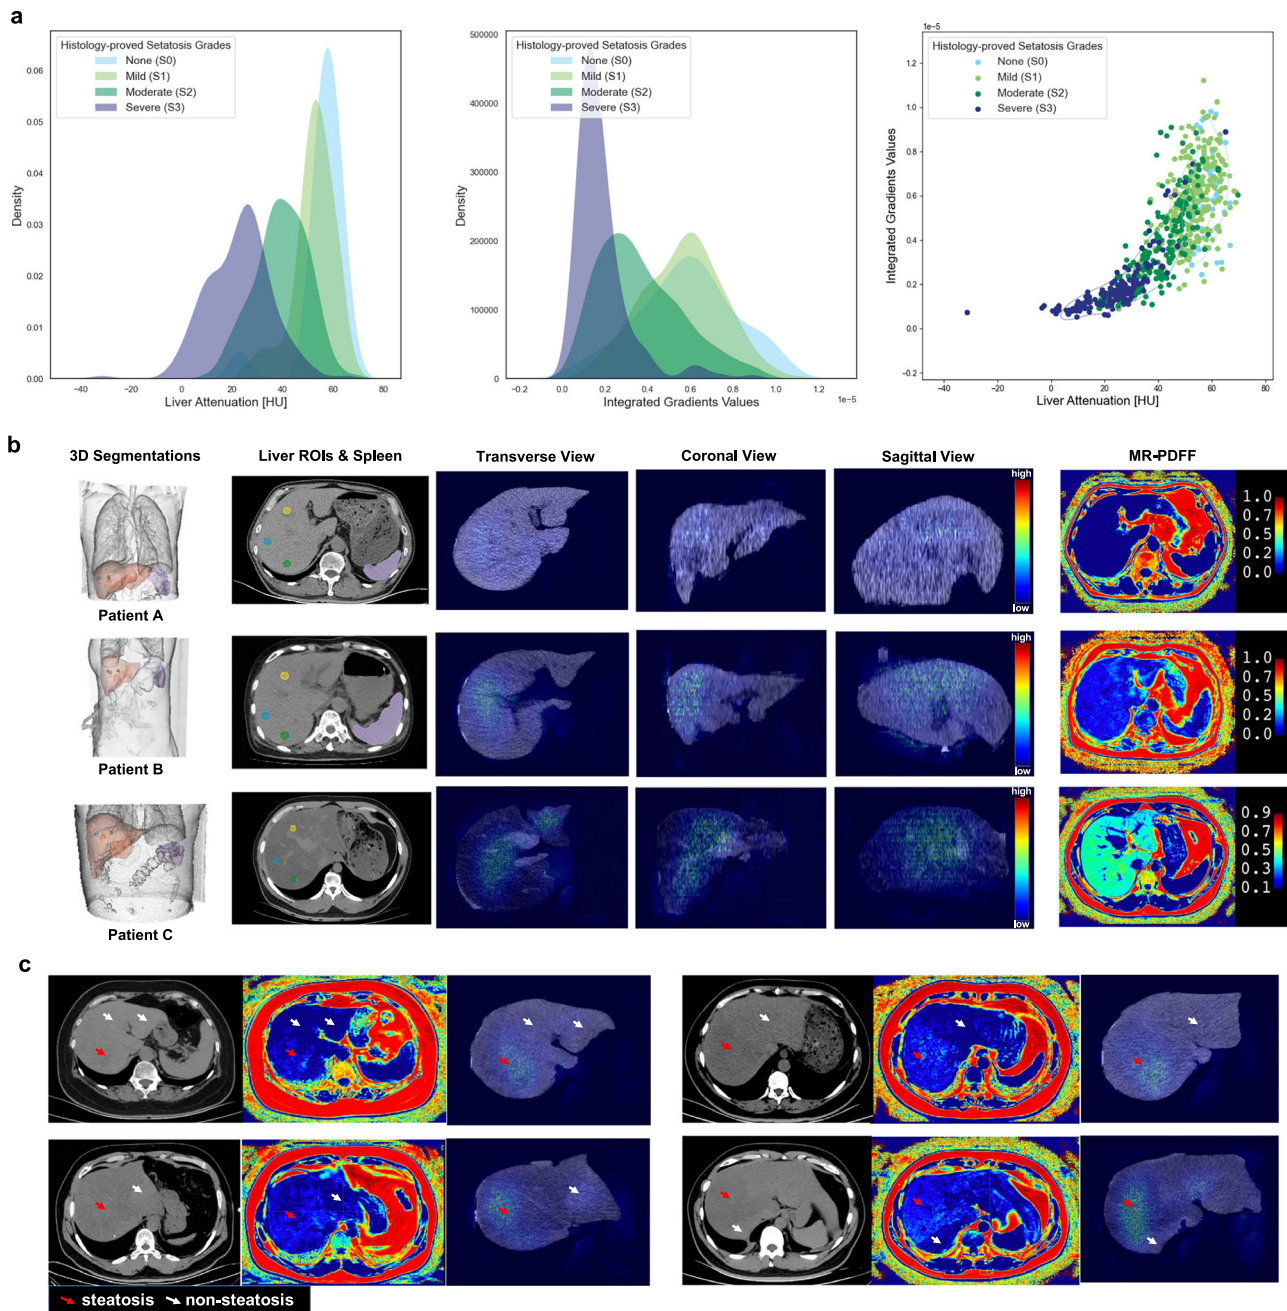 a
Histology-proved Setatosis Grades
None (S0)
Mild (S1)
Moderate (S2)
Severe (S3)
Density
0.06
0.05
0.04
0.03
0.02
0.01
0.00
−40 −20 0 20 40 60 80
Liver Attenuation [HU]
Histology-proved Setatosis Grades
None (S0)
Mild (S1)
Moderate (S2)
Severe (S3)
Density
500000
400000
300000
200000
100000
0
−0.2 0.0 0.2 0.4 0.6 0.8 1.0 1.2
1e−5
Integrated Gradients Values
1e−5
Histology-proved Setatosis Grades
None (S0)
Mild (S1)
Moderate (S2)
Severe (S3)
Integrated Gradients Values
1.2
1.0
0.8
0.6
0.4
0.2
0.0
−0.2
−40 −20 0 20 40 60 80
Liver Attenuation [HU]
b
3D Segmentations Liver ROIs & Spleen Transverse View Coronal View Sagittal View MR-PDFF
high
low
1.0
0.7
0.5
0.2
0.0
Patient A
high
low
1.0
0.7
0.5
0.2
0.0
Patient B
high
low
0.9
0.7
0.5
0.3
0.1
Patient C
c
steatosis non-steatosis